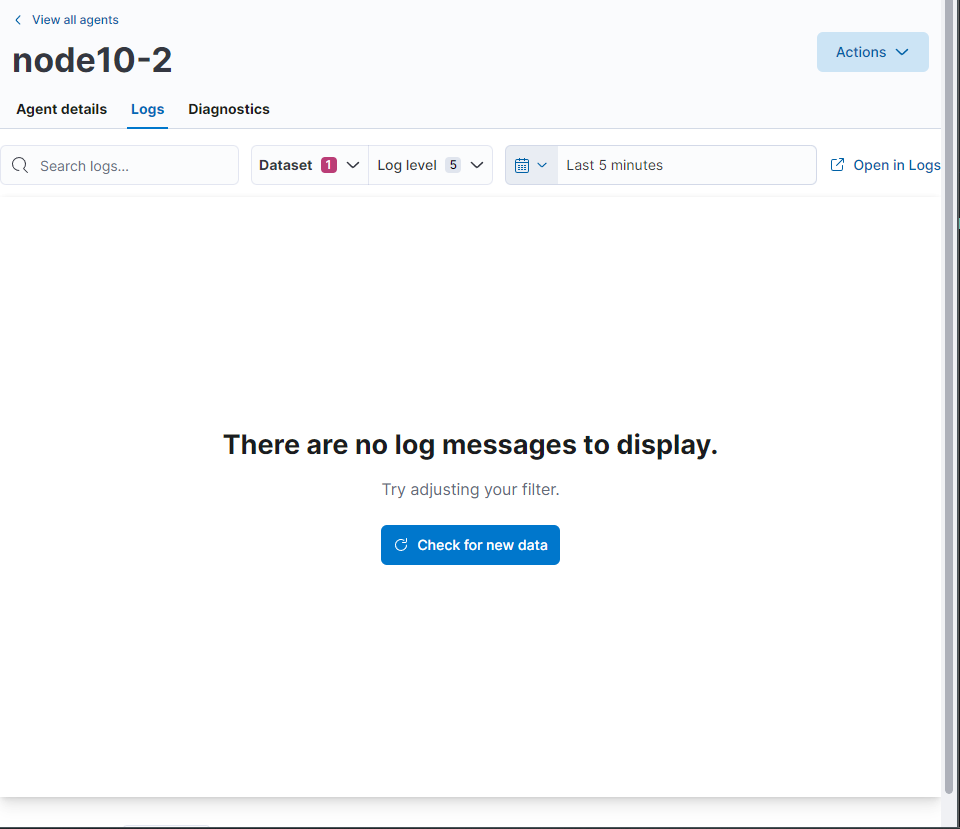 View all agents
node10-2
Actions
Agent details Logs Diagnostics
Search logs...
Dataset 1 Log level 5 Last 5 minutes Open in Logs
There are no log messages to display.
Try adjusting your filter.
Check for new data